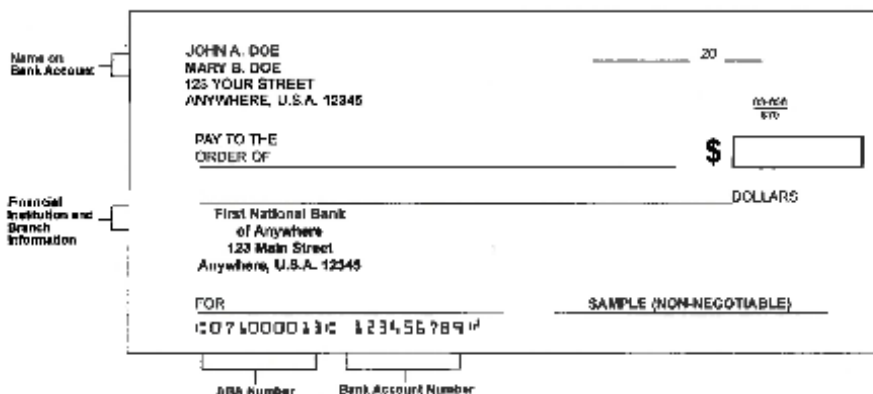 Name on
Bank Account
JOHN A. DOE
MARY B. DOE
123 YOUR STREET
ANYWHERE, U.S.A. 12345
20
PAY TO THE
ORDER OF
$
DOLLARS
Financial
Institution and
Branch
Information
First National Bank
of Anywhere
123 Main Street
Anywhere, U.S.A. 12345
FOR
SAMPLE (NON-NEGOTIABLE)
071000013 123456789
ABA Number
Bank Account Number